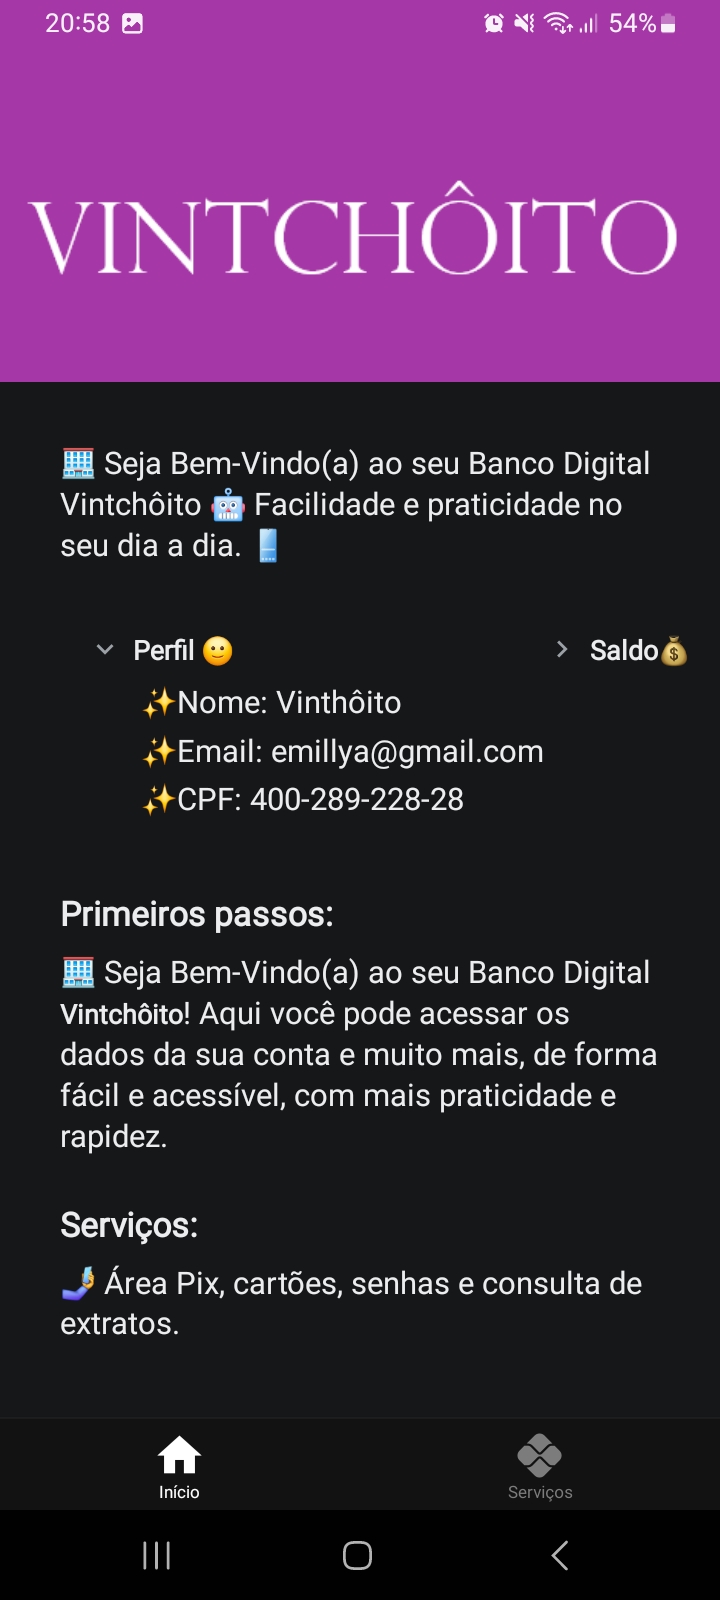 20:58
54%
VINTCHÔITO
🏢 Seja Bem-Vindo(a) ao seu Banco Digital
Vintchôito 🤖 Facilidade e praticidade no
seu dia a dia.
Perfil 🙂
Saldo💰
✨Nome: Vinthôito
✨Email: emillya@gmail.com
✨CPF: 400-289-228-28
Primeiros passos:
🏢 Seja Bem-Vindo(a) ao seu Banco Digital
Vintchôito! Aqui você pode acessar os
dados da sua conta e muito mais, de forma
fácil e acessível, com mais praticidade e
rapidez.
Serviços:
🤳 Área Pix, cartões, senhas e consulta de
extratos.
Início
Serviços